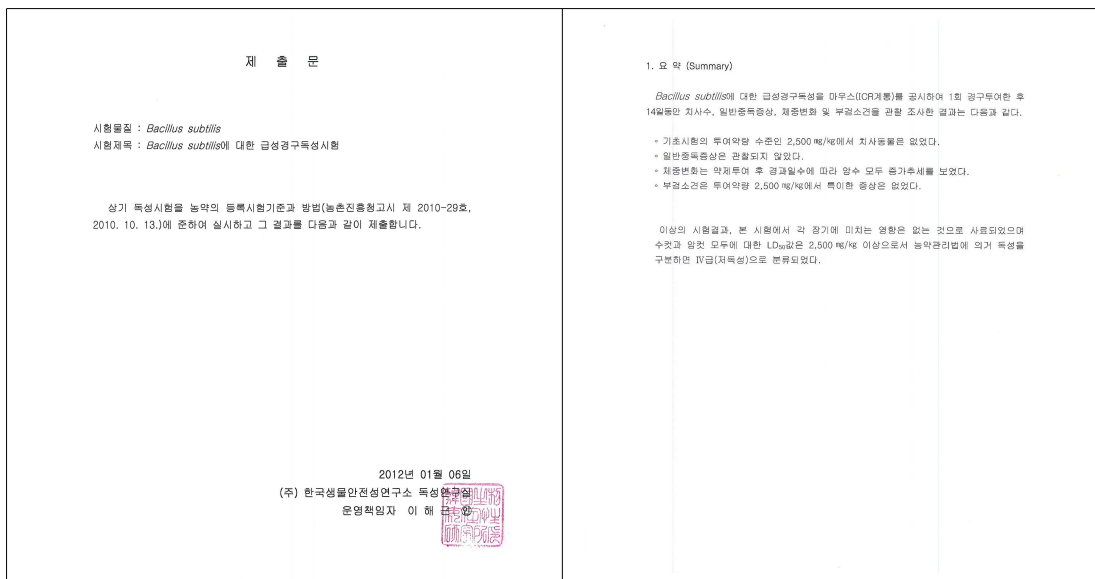 제 출 문
시험물질 : Bacillus subtilis
시험제목 : Bacillus subtilis에 대한 급성경구독성시험
상기 독성시험을 농약의 등록시험기준과 방법(농촌진흥청고시 제 2010-29호,
2010. 10. 13.)에 준하여 실시하고 그 결과를 다음과 같이 제출합니다.
2012년 01월 06일
(주) 한국생물안전성연구소 독성연구실
운영책임자 이 해 근 ㊞
1. 요 약 (Summary)
Bacillus subtilis에 대한 급성경구독성을 마우스(ICR계통)를 공시하여 1회 경구투여한 후
14일동안 치사수, 일반중독증상, 체중변화 및 부검소견을 관찰 조사한 결과는 다음과 같다.
◦ 기초시험의 투여약량 수준인 2,500 ㎎/㎏에서 치사동물은 없었다.
◦ 일반중독증상은 관찰되지 않았다.
◦ 체중변화는 약제투여 후 경과일수에 따라 암수 모두 증가추세를 보였다.
◦ 부검소견은 투여약량 2,500 ㎎/㎏에서 특이한 증상은 없었다.
이상의 시험결과, 본 시험에서 각 장기에 미치는 영향은 없는 것으로 사료되었으며
수컷과 암컷 모두에 대한 LD₅₀값은 2,500 ㎎/㎏ 이상으로서 농약관리법에 의거 독성을
구분하면 Ⅳ급(저독성)으로 분류되었다.